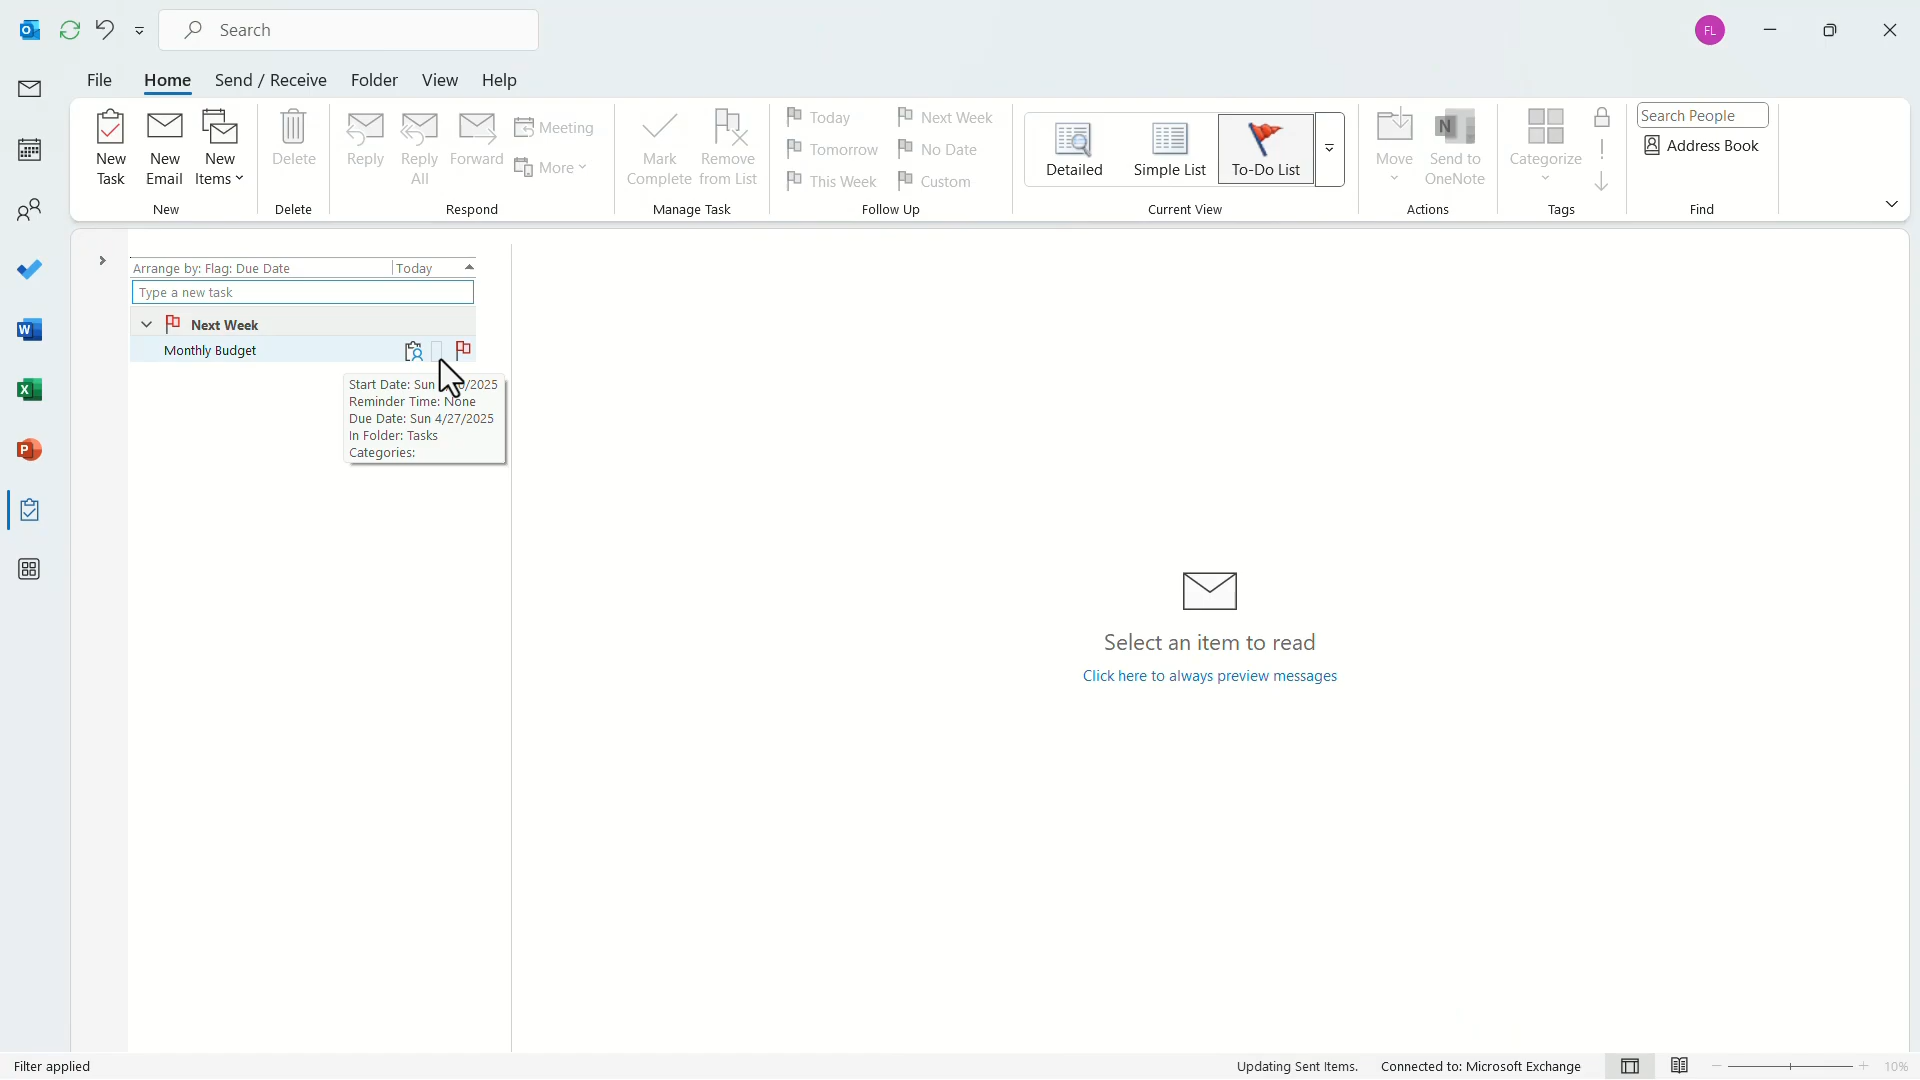 Search
FL
File Home Send / Receive Folder View Help
New Task
New Email
New Items
New
Delete
Delete
Reply
Reply All
Forward
Meeting
More
Respond
Mark Complete
Remove from List
Manage Task
Today
Tomorrow
This Week
Next Week
No Date
Custom
Follow Up
Detailed
Simple List
To-Do List
Current View
Move
Send to OneNote
Actions
Categorize
Tags
Search People
Address Book
Find
Arrange by: Flag: Due Date Today
Type a new task
Next Week
Monthly Budget
Start Date: Sun /2025
Reminder Time: None
Due Date: Sun 4/27/2025
In Folder: Tasks
Categories:
Select an item to read
Click here to always preview messages
Filter applied
Updating Sent Items. Connected to: Microsoft Exchange 10%